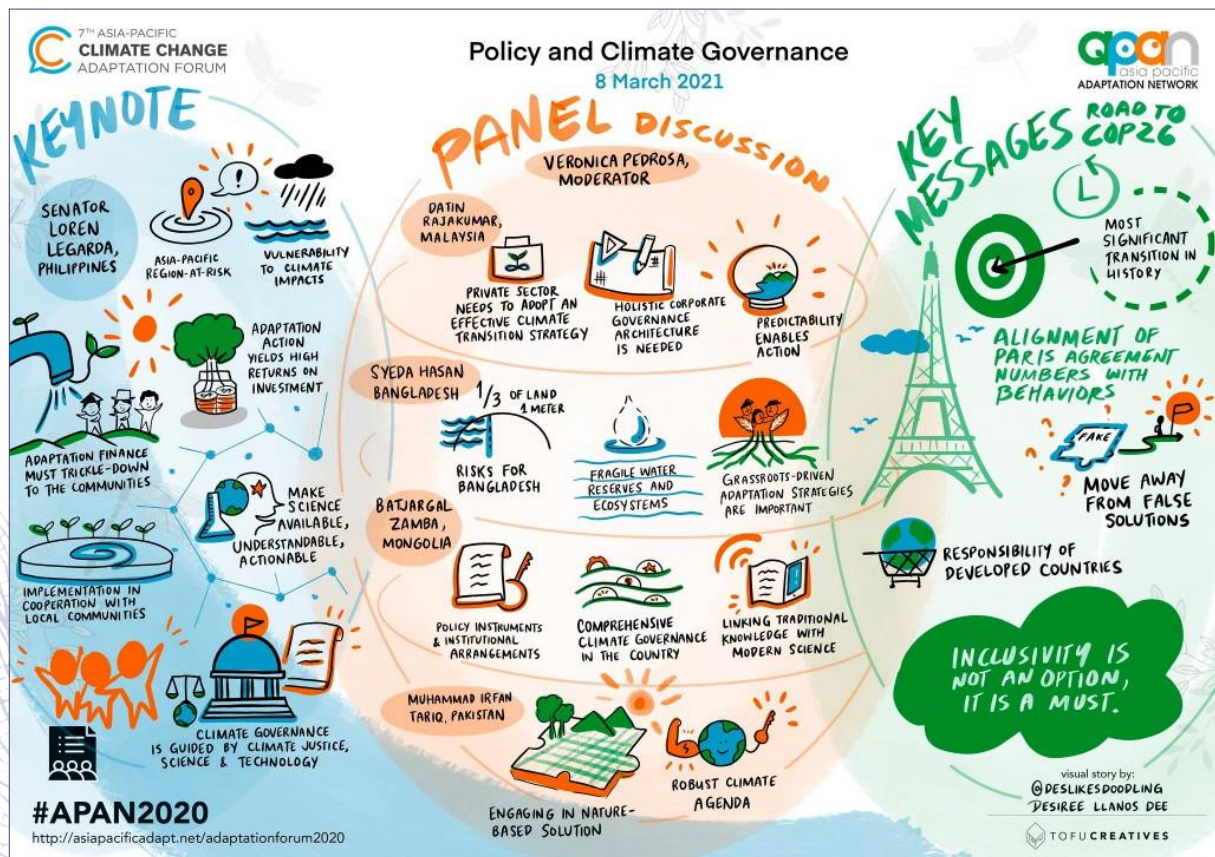 7TH ASIA-PACIFIC
CLIMATE CHANGE
ADAPTATION FORUM
Policy and Climate Governance
8 March 2021
apan
asia pacific
ADAPTATION NETWORK
KEYNOTE
SENATOR
LOREN
LEGARDA,
PHILIPPINES
!
ASIA-PACIFIC
REGION-AT-RISK
VULNERABILITY
TO CLIMATE
IMPACTS
ADAPTATION
ACTION
YIELDS HIGH
RETURNS ON
INVESTMENT
ADAPTATION FINANCE
MUST TRICKLE-DOWN
TO THE COMMUNITIES
MAKE
SCIENCE
AVAILABLE,
UNDERSTANDABLE,
ACTIONABLE
IMPLEMENTATION IN
COOPERATION WITH
LOCAL COMMUNITIES
CLIMATE GOVERNANCE
IS GUIDED BY CLIMATE JUSTICE,
SCIENCE & TECHNOLOGY
#APAN2020
http://asiapacificadapt.net/adaptationforum2020
PANEL DISCUSSION
VERONICA PEDROSA,
MODERATOR
DATIN
RAJAKUMAR,
MALAYSIA
PRIVATE SECTOR
NEEDS TO ADOPT AN
EFFECTIVE CLIMATE
TRANSITION STRATEGY
HOLISTIC CORPORATE
GOVERNANCE
ARCHITECTURE
IS NEEDED
PREDICTABILITY
ENABLES
ACTION
SYEDA HASAN
BANGLADESH
1/3 OF LAND
1 METER
RISKS FOR
BANGLADESH
FRAGILE WATER
RESERVES AND
ECOSYSTEMS
GRASSROOTS-DRIVEN
ADAPTATION STRATEGIES
ARE IMPORTANT
BATJARGAL
ZAMBA,
MONGOLIA
POLICY INSTRUMENTS
& INSTITUTIONAL
ARRANGEMENTS
COMPREHENSIVE
CLIMATE GOVERNANCE
IN THE COUNTRY
LINKING TRADITIONAL
KNOWLEDGE WITH
MODERN SCIENCE
MUHAMMAD IRFAN
TARIQ, PAKISTAN
ENGAGING IN NATURE-
BASED SOLUTION
ROBUST CLIMATE
AGENDA
KEY
MESSAGES
ROAD TO
COP26
MOST
SIGNIFICANT
TRANSITION IN
HISTORY
ALIGNMENT OF
PARIS AGREEMENT
NUMBERS WITH
BEHAVIORS
FAKE
MOVE AWAY
FROM FALSE
SOLUTIONS
RESPONSIBILITY OF
DEVELOPED COUNTRIES
INCLUSIVITY IS
NOT AN OPTION,
IT IS A MUST.
visual story by:
@DESLIKESDOODLING
DESIREE LLANOS DEE
TOFUCREATIVES